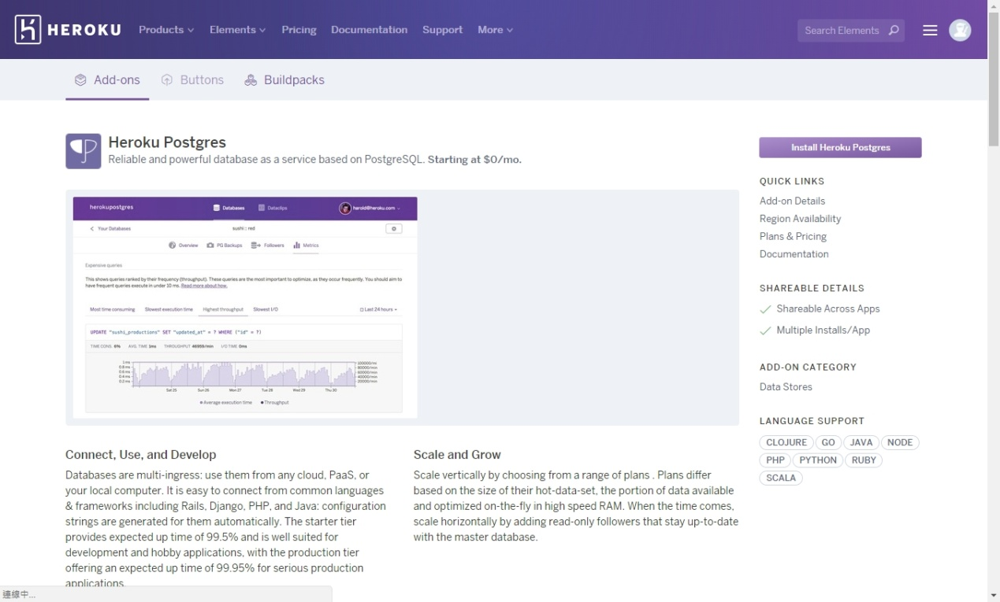 HEROKU Products Elements Pricing Documentation Support More Search Elements
Add-ons Buttons Buildpacks
Heroku Postgres
Reliable and powerful database as a service based on PostgreSQL. Starting at $0/mo.
herokupostgres Databases Dataclips harold@heroku.com
Your Databases sushi :: red
Overview PG Backups Followers Metrics
Expensive queries
This shows queries ranked by their frequency (throughput). These queries are the most important to optimize, as they occur frequently. You should aim to
have frequent queries execute in under 10 ms. Read more about how.
Most time consuming Slowest execution time Highest throughput Slowest I/O Last 24 hours
UPDATE "sushi_productions" SET "updated_at" = ? WHERE ("id" = ?)
TIME CONS. 6% AVG. TIME 1ms THROUGHPUT 46959/min I/O TIME 0ms
1 ms 100000/m
0.8 ms 80000/min
0.6 ms 60000/min
0.4 ms 40000/min
0.2 ms 20000/min
Sat 25 Sun 26 Mon 27 Tue 28 Wed 29 Thu 30
Average execution time Throughput
Connect, Use, and Develop
Databases are multi-ingress: use them from any cloud, PaaS, or
your local computer. It is easy to connect from common languages
& frameworks including Rails, Django, PHP, and Java: configuration
strings are generated for them automatically. The starter tier
provides expected up time of 99.5% and is well suited for
development and hobby applications, with the production tier
offering an expected up time of 99.95% for serious production
applications.
Scale and Grow
Scale vertically by choosing from a range of plans . Plans differ
based on the size of their hot-data-set, the portion of data available
and optimized on-the-fly in high speed RAM. When the time comes,
scale horizontally by adding read-only followers that stay up-to-date
with the master database.
Install Heroku Postgres
QUICK LINKS
Add-on Details
Region Availability
Plans & Pricing
Documentation
SHAREABLE DETAILS
Shareable Across Apps
Multiple Installs/App
ADD-ON CATEGORY
Data Stores
LANGUAGE SUPPORT
CLOJURE GO JAVA NODE
PHP PYTHON RUBY
SCALA
連線中...